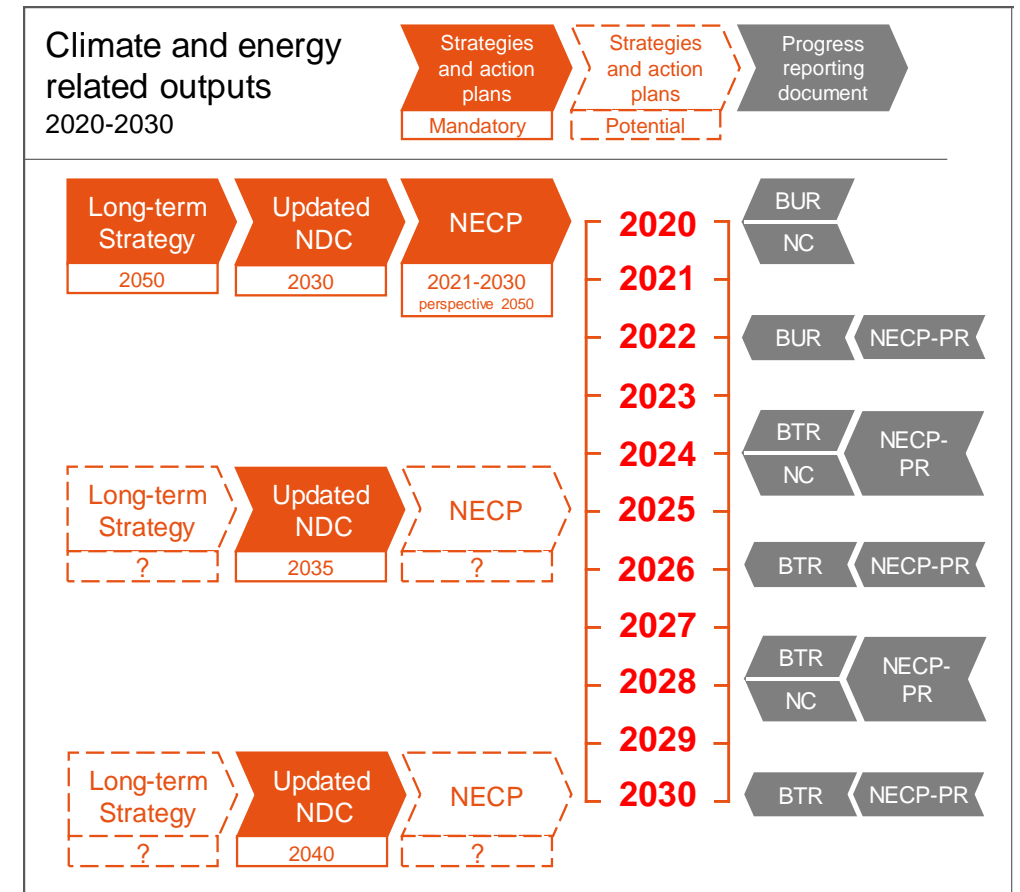 Climate and energy
related outputs
2020-2030
Strategies
and action
plans
Mandatory
Strategies
and action
plans
Potential
Progress
reporting
document
Long-term
Strategy
2050
Updated
NDC
2030
NECP
2021-2030
perspective 2050
2020
BUR
NC
2021
2022
BUR
NECP-PR
2023
2024
BTR
NC
NECP-
PR
Long-term
Strategy
?
Updated
NDC
2035
NECP
?
2025
2026
BTR
NECP-PR
2027
2028
BTR
NC
NECP-
PR
2029
Long-term
Strategy
?
Updated
NDC
2040
NECP
?
2030
BTR
NECP-PR